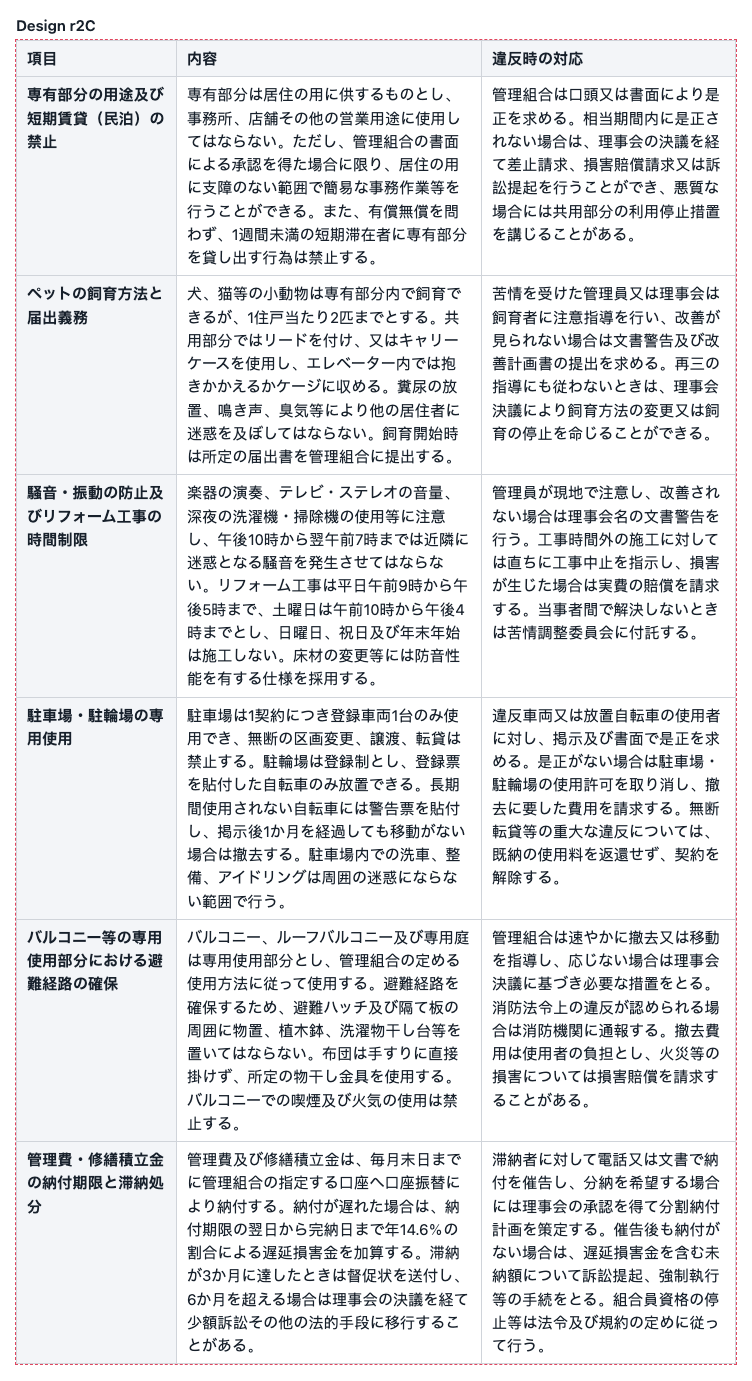 Design r2C
項目
内容
違反時の対応
専有部分の用途及び
短期賃貸（民泊）の
禁止
専有部分は居住の用に供するものとし、
事務所、店舗その他の営業用途に使用し
てはならない。ただし、管理組合の書面
による承認を得た場合に限り、居住の用
に支障のない範囲で簡易な事務作業等を
行うことができる。また、有償無償を問
わず、1週間未満の短期滞在者に専有部分
を貸し出す行為は禁止する。
管理組合は口頭又は書面により是
正を求める。相当期間内に是正さ
れない場合は、理事会の決議を経
て差止請求、損害賠償請求又は訴
訟提起を行うことができ、悪質な
場合には共用部分の利用停止措置
を講じることがある。
ペットの飼育方法と
届出義務
犬、猫等の小動物は専有部分内で飼育で
きるが、1住戸当たり2匹までとする。共
用部分ではリードを付け、又はキャリー
ケースを使用し、エレベーター内では抱
きかかえるかケージに収める。糞尿の放
置、鳴き声、臭気等により他の居住者に
迷惑を及ぼしてはならない。飼育開始時
は所定の届出書を管理組合に提出する。
苦情を受けた管理員又は理事会は
飼育者に注意指導を行い、改善が
見られない場合は文書警告及び改
善計画書の提出を求める。再三の
指導にも従わないときは、理事会
決議により飼育方法の変更又は飼
育の停止を命じることができる。
騒音・振動の防止及
びリフォーム工事の
時間制限
楽器の演奏、テレビ・ステレオの音量、
深夜の洗濯機・掃除機の使用等に注意
し、午後10時から翌午前7時までは近隣に
迷惑となる騒音を発生させてはならな
い。リフォーム工事は平日午前9時から午
後5時まで、土曜日は午前10時から午後4
時までとし、日曜日、祝日及び年末年始
は施工しない。床材の変更等には防音性
能を有する仕様を採用する。
管理員が現地で注意し、改善され
ない場合は理事会名の文書警告を
行う。工事時間外の施工に対して
は直ちに工事中止を指示し、損害
が生じた場合は実費の賠償を請求
する。当事者間で解決しないとき
は苦情調整委員会に付託する。
駐車場・駐輪場の専
用使用
駐車場は1契約につき登録車両1台のみ使
用でき、無断の区画変更、譲渡、転貸は
禁止する。駐輪場は登録制とし、登録票
を貼付した自転車のみ放置できる。長期
間使用されない自転車には警告票を貼付
し、掲示後1か月を経過しても移動がない
場合は撤去する。駐車場内での洗車、整
備、アイドリングは周囲の迷惑にならな
い範囲で行う。
違反車両又は放置自転車の使用者
に対し、掲示及び書面で是正を求
める。是正がない場合は駐車場・
駐輪場の使用許可を取り消し、撤
去に要した費用を請求する。無断
転貸等の重大な違反については、
既納の使用料を返還せず、契約を
解除する。
バルコニー等の専用
使用部分における避
難経路の確保
バルコニー、ルーフバルコニー及び専用庭
は専用使用部分とし、管理組合の定める
使用方法に従って使用する。避難経路を
確保するため、避難ハッチ及び隔て板の
周囲に物置、植木鉢、洗濯物干し台等を
置いてはならない。布団は手すりに直接
掛けず、所定の物干し金具を使用する。
バルコニーでの喫煙及び火気の使用は禁
止する。
管理組合は速やかに撤去又は移動
を指導し、応じない場合は理事会
決議に基づき必要な措置をとる。
消防法令上の違反が認められる場
合は消防機関に通報する。撤去費
用は使用者の負担とし、火災等の
損害については損害賠償を請求す
ることがある。
管理費・修繕積立金
の納付期限と滞納処
分
管理費及び修繕積立金は、毎月末日まで
に管理組合の指定する口座へ口座振替に
より納付する。納付が遅れた場合は、納
付期限の翌日から完納日まで年14.6%の
割合による遅延損害金を加算する。滞納
が3か月に達したときは督促状を送付し、
6か月を超える場合は理事会の決議を経て
少額訴訟その他の法的手段に移行するこ
とがある。
滞納者に対して電話又は文書で納
付を催告し、分納を希望する場合
には理事会の承認を得て分割納付
計画を策定する。催告後も納付が
ない場合は、遅延損害金を含む未
納額について訴訟提起、強制執行
等の手続をとる。組合員資格の停
止等は法令及び規約の定めに従っ
て行う。